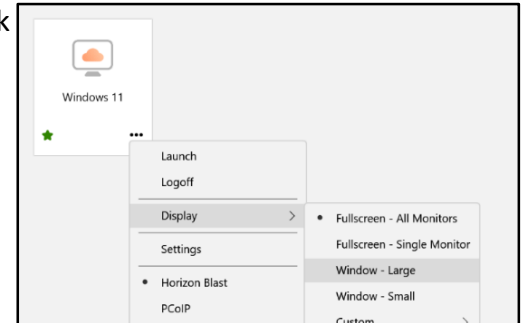 k
Windows 11
Launch
Logoff
Display
Settings
Horizon Blast
PCoIP
Fullscreen - All Monitors
Fullscreen - Single Monitor
Window - Large
Window - Small
Custom